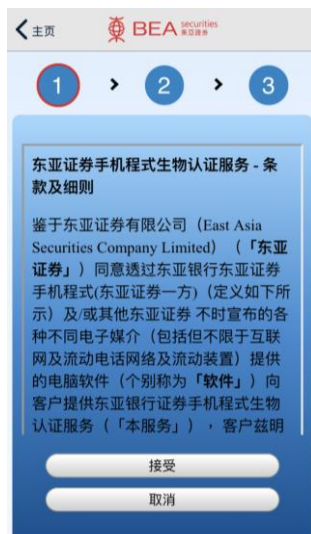 主页
BEA securities
東亞證券
1 > 2 > 3
东亚证券手机程式生物认证服务 - 条
款及细则
鉴于东亚证券有限公司（East Asia
Securities Company Limited）（「东亚
证券」）同意透过东亚银行东亚证券
手机程式(东亚证券一方)（定义如下所
示）及/或其他东亚证券 不时宣布的各
种不同电子媒介（包括但不限于互联
网及流动电话网络及流动装置）提供
的电脑软件（个别称为「软件」）向
客户提供东亚银行证券手机程式生物
认证服务（「本服务」），客户兹明
接受
取消